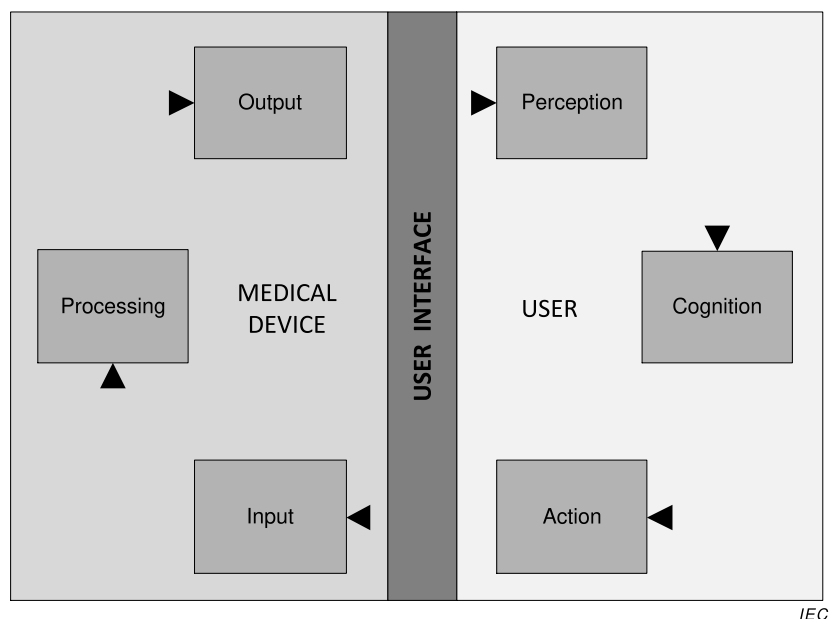 Output
Perception
Processing
MEDICAL
DEVICE
USER INTERFACE
USER
Cognition
Input
Action
IEC